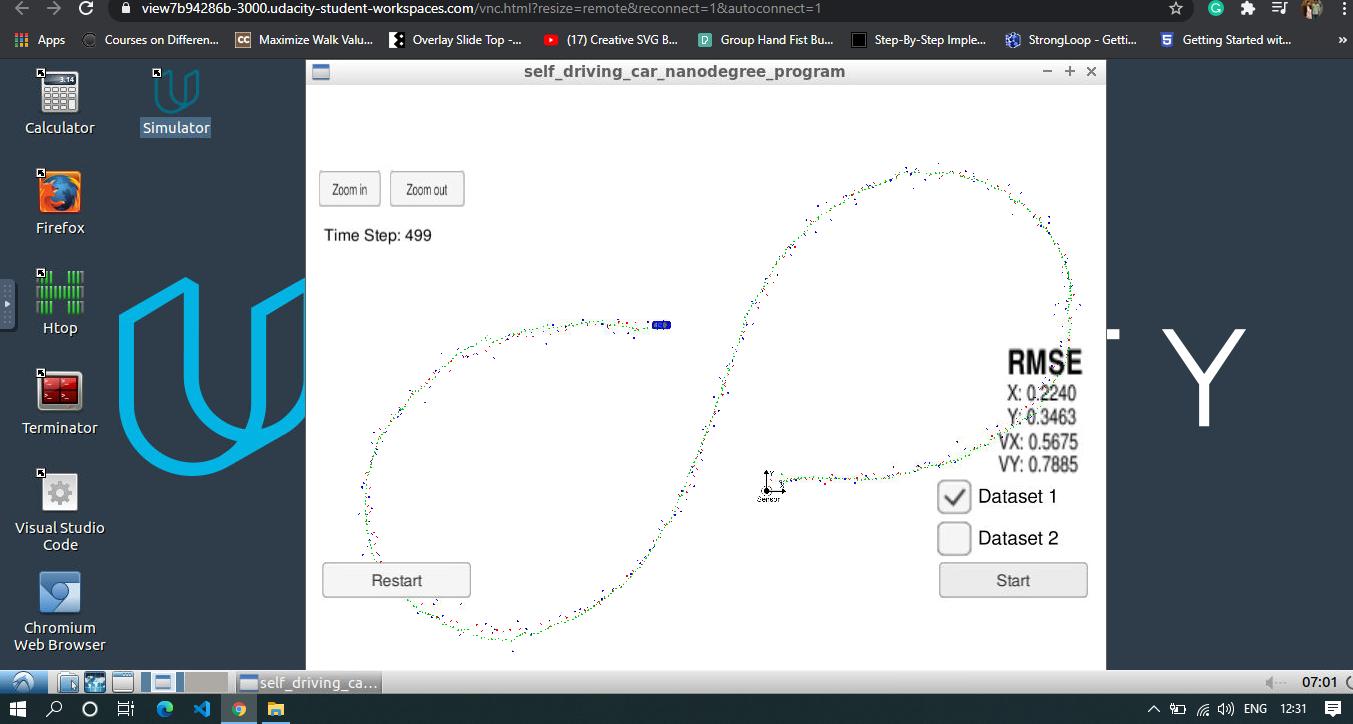 view7b94286b-3000.udacity-student-workspaces.com/vnc.html?resize=remote&reconnect=1&autoconnect=1
Apps Courses on Differen... CC Maximize Walk Valu... Overlay Slide Top -... (17) Creative SVG B... Group Hand Fist Bu... Step-By-Step Imple... StrongLoop - Getti... Getting Started wit... »
self_driving_car_nanodegree_program
3.14
Calculator
Simulator
Zoom in Zoom out
Firefox
Time Step: 499
Htop
Y
RMSE
X: 0.2240
Y: 0.3463
VX: 0.5675
VY: 0.7885
Terminator
Y
Sensor
Dataset 1
Dataset 2
Visual Studio
Code
Restart
Start
Chromium
Web Browser
self_driving_ca...
07:01
ENG 12:31